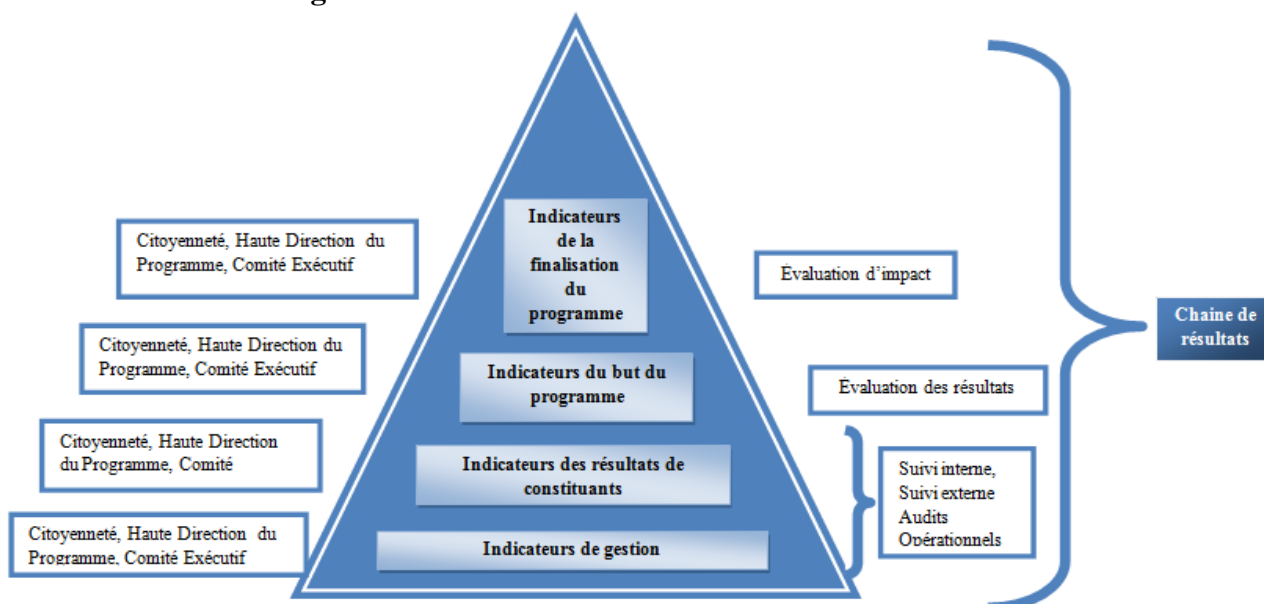 Citoyenneté, Haute Direction du
Programme, Comité Exécutif
Indicateurs
de la
finalisation
du
programme
Évaluation d'impact
Chaine de
résultats
Citoyenneté, Haute Direction du
Programme, Comité Exécutif
Indicateurs du but du
programme
Évaluation des résultats
Citoyenneté, Haute Direction
du Programme, Comité
Indicateurs des résultats de
constituants
Suivi interne,
Suivi externe
Audits
Opérationnels
Citoyenneté, Haute Direction du
Programme, Comité Exécutif
Indicateurs de gestion